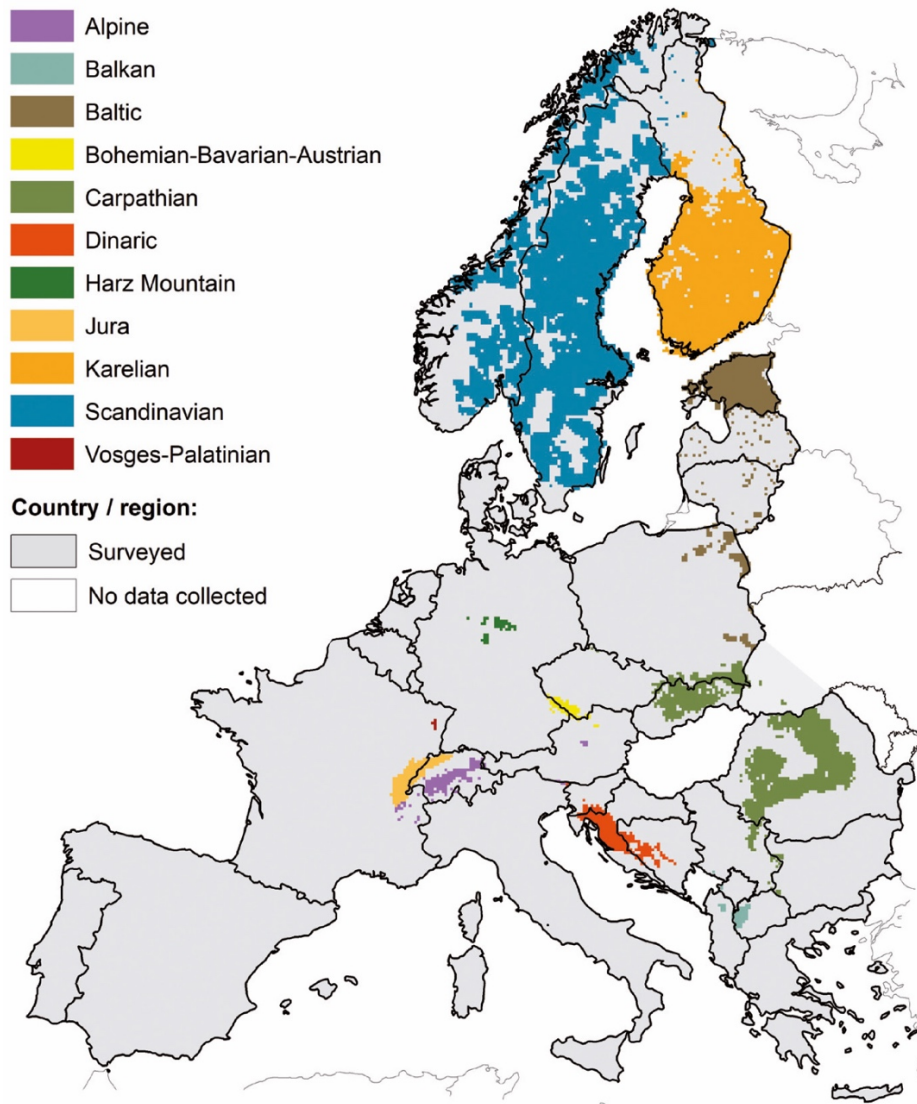 Alpine
Balkan
Baltic
Bohemian-Bavarian-Austrian
Carpathian
Dinaric
Harz Mountain
Jura
Karelian
Scandinavian
Vosges-Palatinian
Country / region:
Surveyed
No data collected